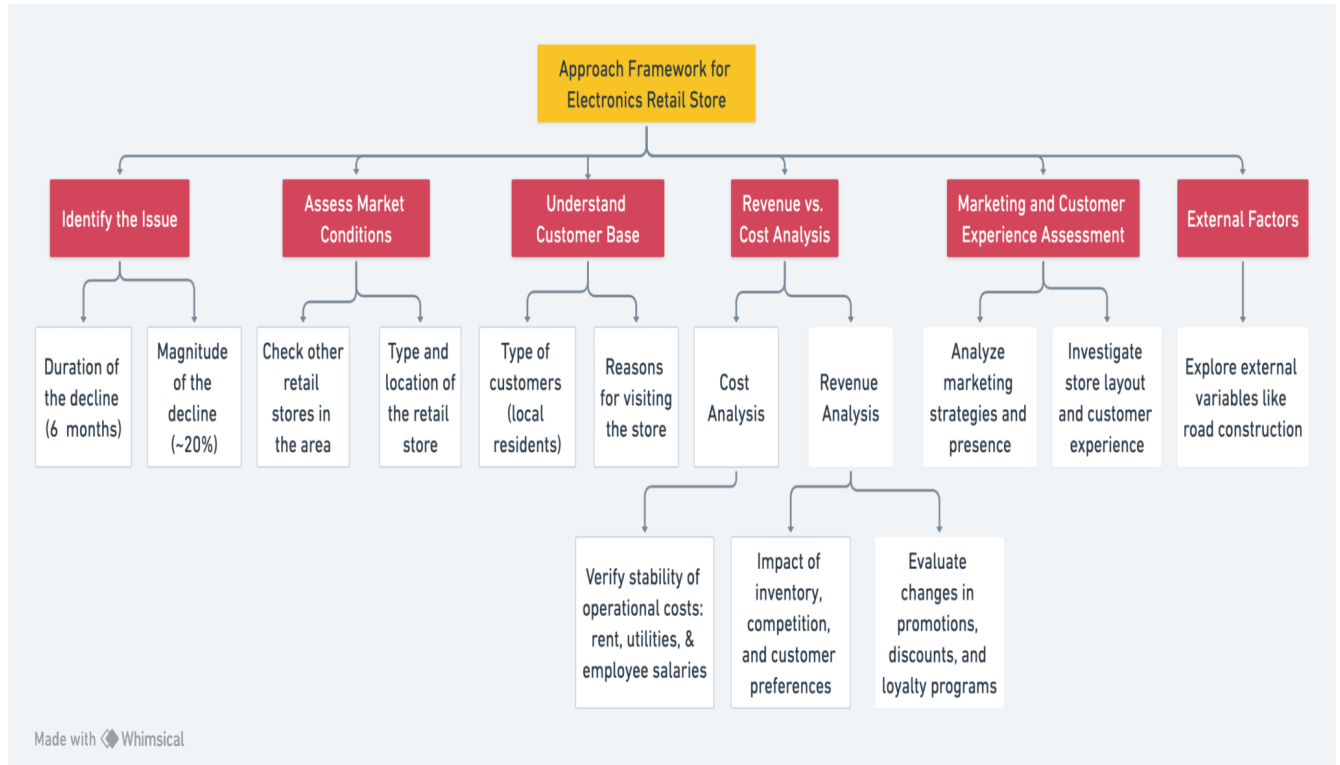 Approach Framework for
Electronics Retail Store
Identify the Issue
Assess Market
Conditions
Understand
Customer Base
Revenue vs.
Cost Analysis
Marketing and Customer
Experience Assessment
External Factors
Duration of
the decline
(6 months)
Magnitude
of the
decline
(~20%)
Check other
retail
stores in
the area
Type and
location of
the retail
store
Type of
customers
(local
residents)
Reasons
for visiting
the store
Cost
Analysis
Revenue
Analysis
Analyze
marketing
strategies and
presence
Investigate
store layout
and customer
experience
Explore external
variables like
road construction
Verify stability of
operational costs:
rent, utilities, &
employee salaries
Impact of
inventory,
competition,
and customer
preferences
Evaluate
changes in
promotions,
discounts, and
loyalty programs
Made with Whimsical